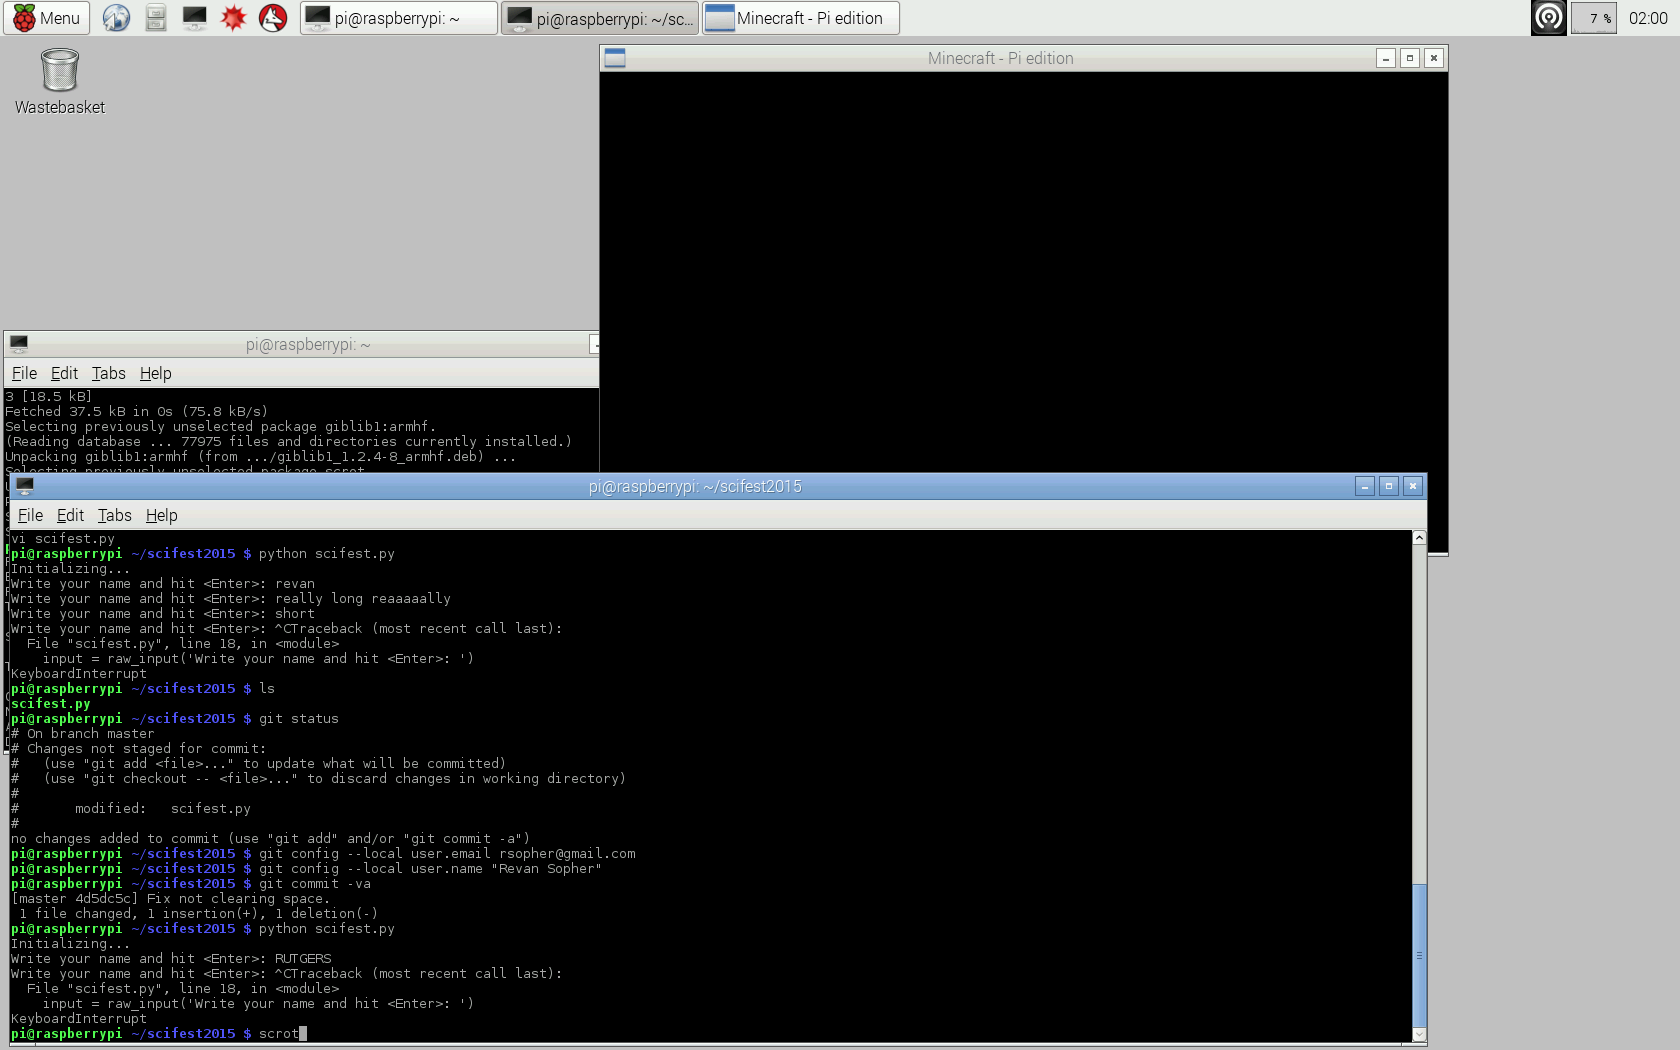 Menu
pi@raspberrypi: ~
pi@raspberrypi: ~/sc...
Minecraft - Pi edition
7 %
02:00
Wastebasket
Minecraft - Pi edition
pi@raspberrypi: ~
File Edit Tabs Help
3 [18.5 kB]
Fetched 37.5 kB in 0s (75.8 kB/s)
Selecting previously unselected package giblib1:armhf.
(Reading database ... 77975 files and directories currently installed.)
Unpacking giblib1:armhf (from .../giblib1_1.2.4-8_armhf.deb) ...
Selecting previously unselected package scrot.
pi@raspberrypi: ~/scifest2015
File Edit Tabs Help
vi scifest.py
pi@raspberrypi ~/scifest2015 $ python scifest.py
Initializing...
Write your name and hit <Enter>: revan
Write your name and hit <Enter>: really long reaaaaally
Write your name and hit <Enter>: short
Write your name and hit <Enter>: ^CTraceback (most recent call last):
  File "scifest.py", line 18, in <module>
    input = raw_input('Write your name and hit <Enter>: ')
KeyboardInterrupt
pi@raspberrypi ~/scifest2015 $ ls
scifest.py
pi@raspberrypi ~/scifest2015 $ git status
# On branch master
# Changes not staged for commit:
#   (use "git add <file>..." to update what will be committed)
#   (use "git checkout -- <file>..." to discard changes in working directory)
#
#       modified:   scifest.py
#
no changes added to commit (use "git add" and/or "git commit -a")
pi@raspberrypi ~/scifest2015 $ git config --local user.email rsopher@gmail.com
pi@raspberrypi ~/scifest2015 $ git config --local user.name "Revan Sopher"
pi@raspberrypi ~/scifest2015 $ git commit -va
[master 4d5dc5c] Fix not clearing space.
 1 file changed, 1 insertion(+), 1 deletion(-)
pi@raspberrypi ~/scifest2015 $ python scifest.py
Initializing...
Write your name and hit <Enter>: RUTGERS
Write your name and hit <Enter>: ^CTraceback (most recent call last):
  File "scifest.py", line 18, in <module>
    input = raw_input('Write your name and hit <Enter>: ')
KeyboardInterrupt
pi@raspberrypi ~/scifest2015 $ scrot